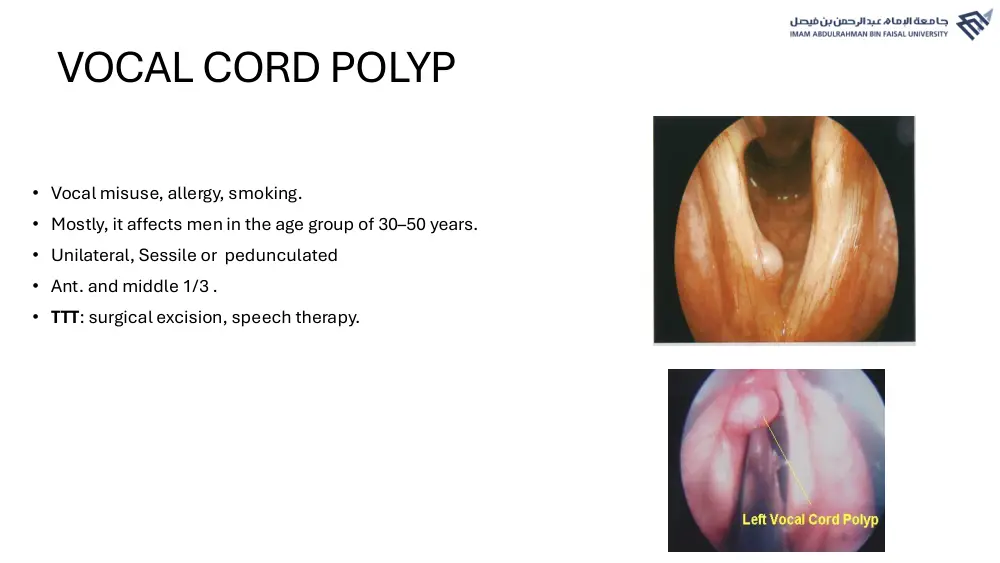 جامعة الإمام عبدالرحمن بن فيصل
IMAM ABDULRAHMAN BIN FAISAL UNIVERSITY
VOCAL CORD POLYP
• Vocal misuse, allergy, smoking.
• Mostly, it affects men in the age group of 30–50 years.
• Unilateral, Sessile or pedunculated
• Ant. and middle 1/3 .
• TTT: surgical excision, speech therapy.
Left Vocal Cord Polyp